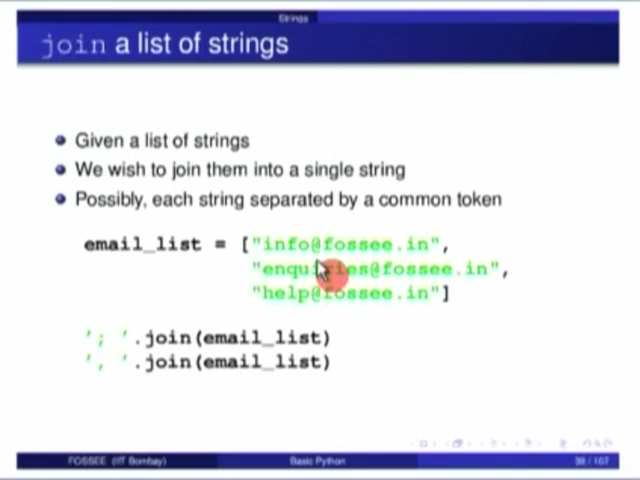 Strings
join a list of strings
Given a list of strings
We wish to join them into a single string
Possibly, each string separated by a common token
email_list = ["info@fossee.in",
"enquiries@fossee.in",
"help@fossee.in"]
'; '.join(email_list)
', '.join(email_list)
FOSSEE (IIT Bombay) Basic Python 38 / 167